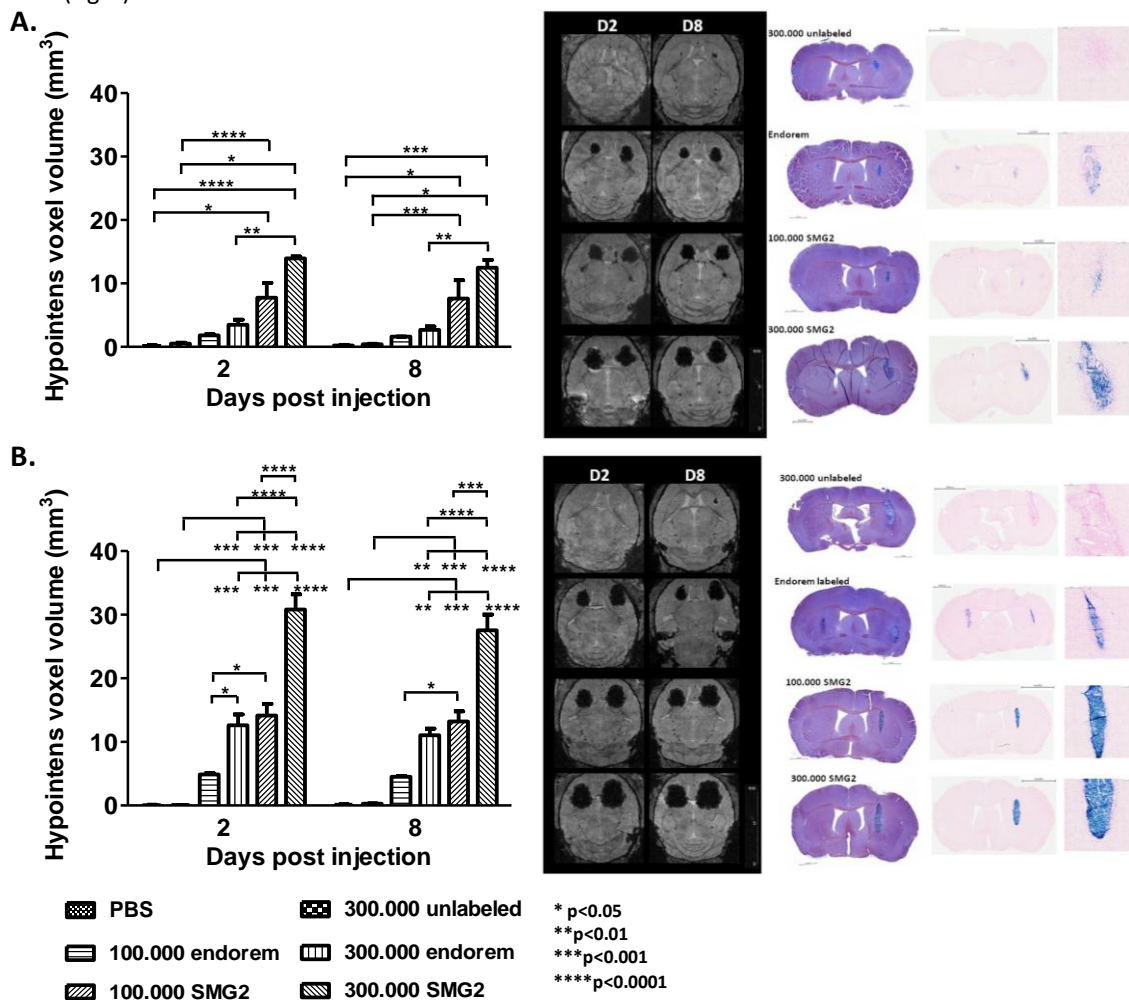 A.
Hypointens voxel volume (mm³)
40
30
20
10
0
****
*
****
*
**
***
*
*
***
**
2
8
Days post injection
D2
D8
300.000 unlabeled
Endorem
100.000 SMG2
300.000 SMG2
B.
Hypointens voxel volume (mm³)
40
30
20
10
0
****
****
*** *** ****
*** *** ****
*
*
***
****
** *** ****
** *** ****
*
2
8
Days post injection
D2
D8
300.000 unlabeled
Endorem labeled
100.000 SMG2
300.000 SMG2
PBS
300.000 unlabeled
100.000 endorem
300.000 endorem
100.000 SMG2
300.000 SMG2
* p<0.05
**p<0.01
***p<0.001
****p<0.0001